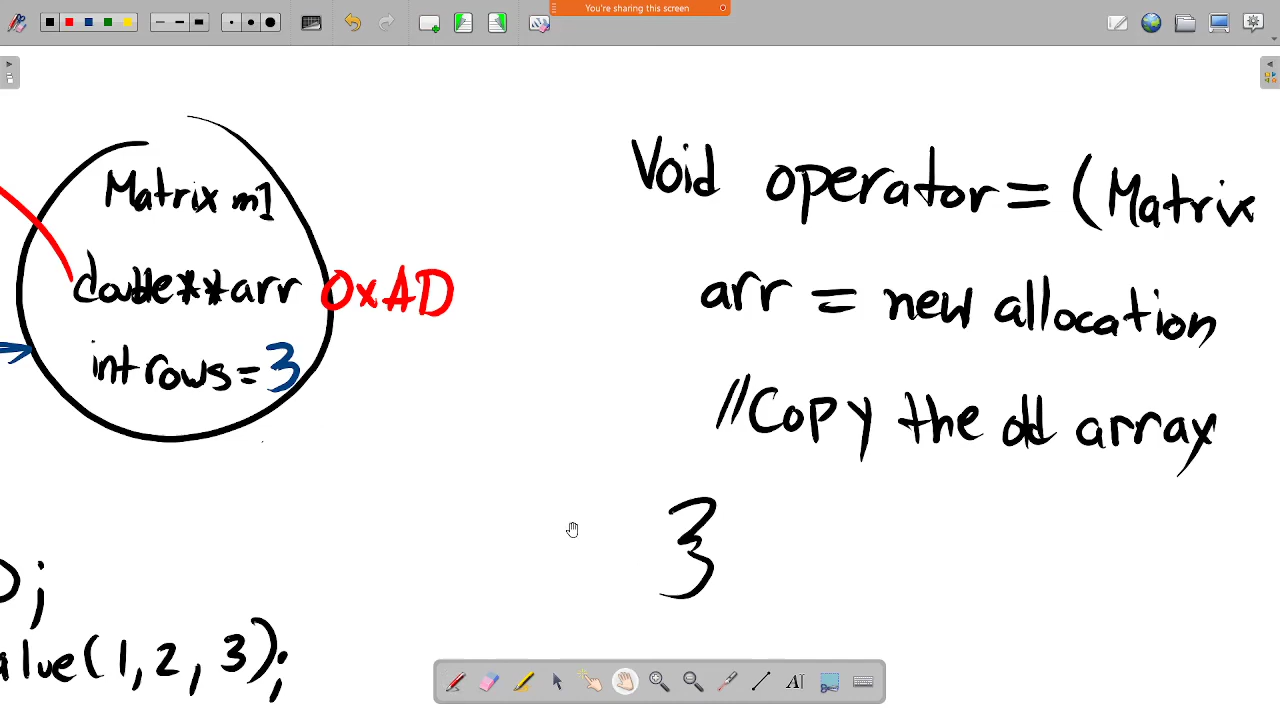 You're sharing this screen
Matrix m1
double**arr
0xAD
int rows=3
Void operator= (Matrix
arr = new allocation
//Copy the old array
}
;
alue(1,2,3);